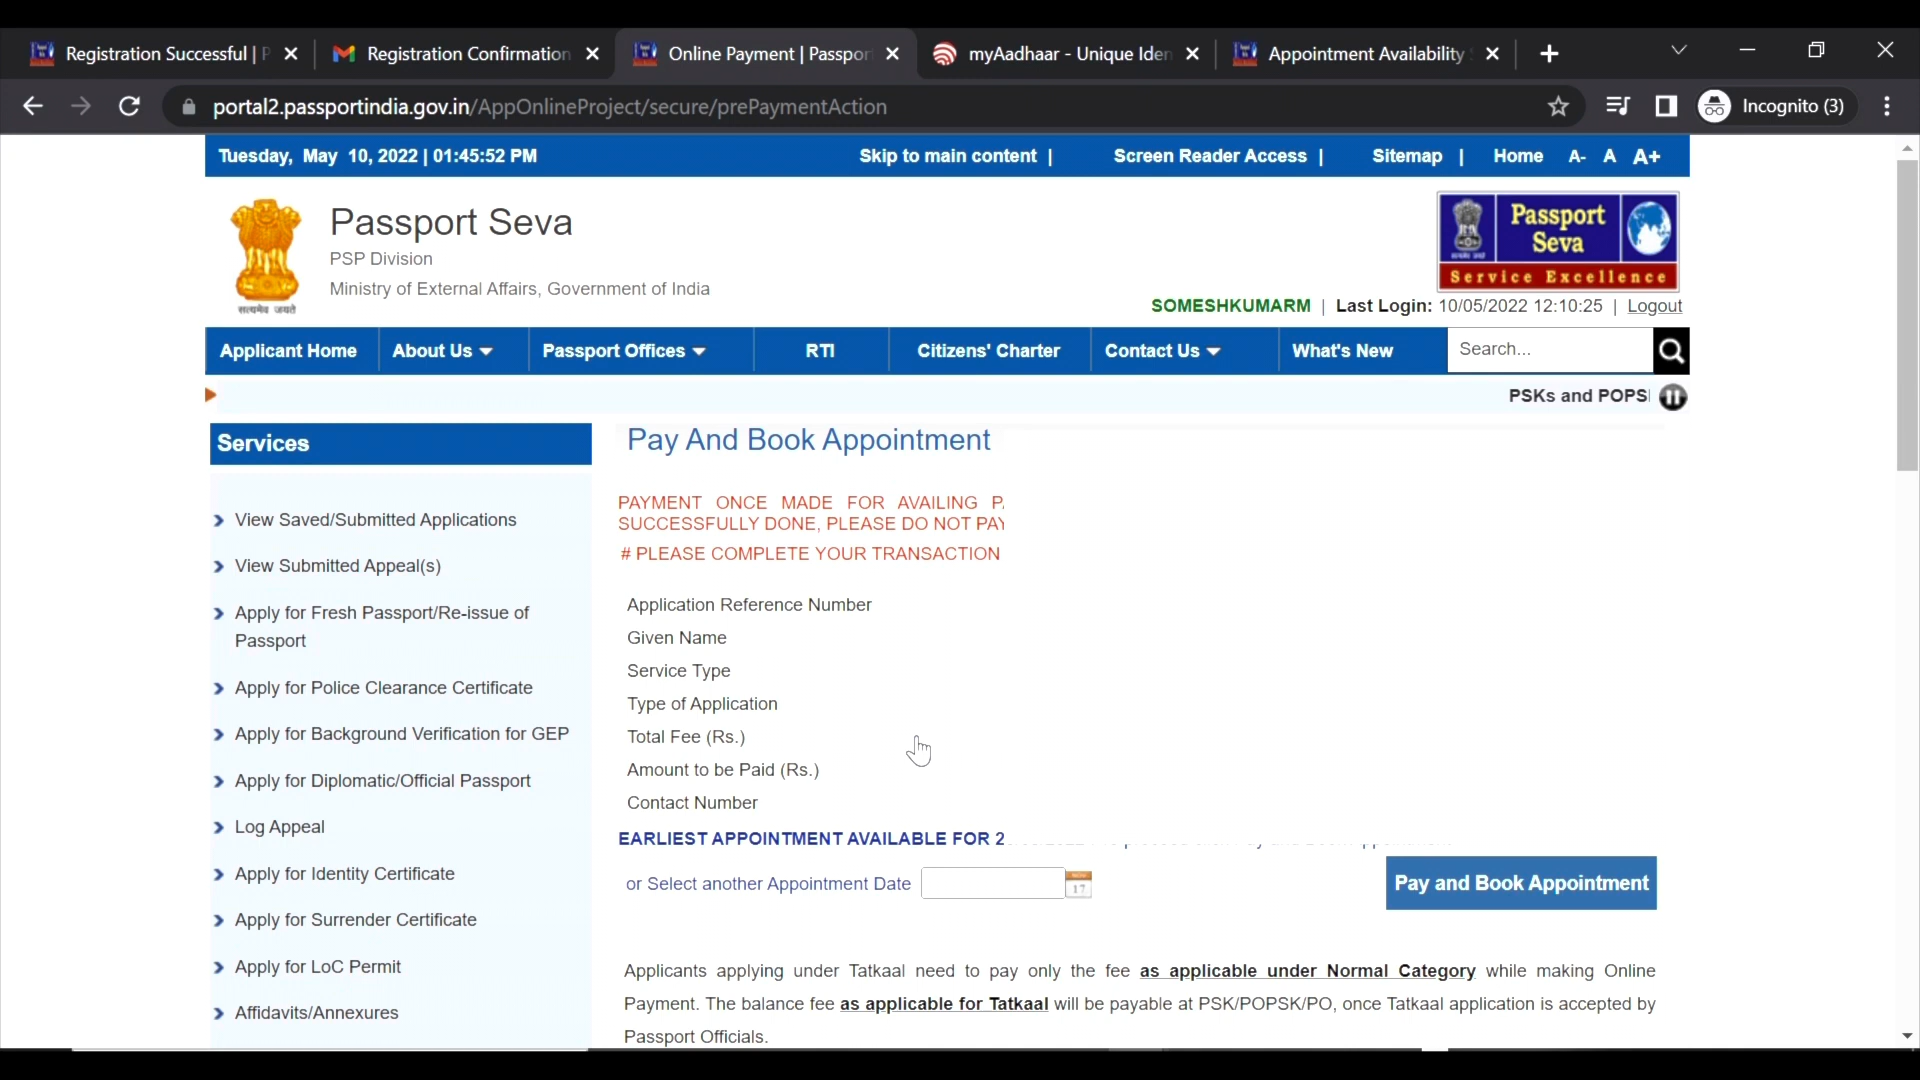 Registration Successful | P
Registration Confirmation
Online Payment | Passpor
myAadhaar - Unique Iden
Appointment Availability
portal2.passportindia.gov.in/AppOnlineProject/secure/prePaymentAction
Incognito (3)
Tuesday, May 10, 2022 | 01:45:52 PM
Skip to main content |
Screen Reader Access |
Sitemap |
Home
A-
A
A+
Passport Seva
PSP Division
Ministry of External Affairs, Government of India
सत्यमेव जयते
Passport
Seva
Service Excellence
SOMESHKUMARM | Last Login: 10/05/2022 12:10:25 | Logout
Applicant Home
About Us
Passport Offices
RTI
Citizens' Charter
Contact Us
What's New
Search...
PSKs and POPS
Services
View Saved/Submitted Applications
View Submitted Appeal(s)
Apply for Fresh Passport/Re-issue of
Passport
Apply for Police Clearance Certificate
Apply for Background Verification for GEP
Apply for Diplomatic/Official Passport
Log Appeal
Apply for Identity Certificate
Apply for Surrender Certificate
Apply for LoC Permit
Affidavits/Annexures
Pay And Book Appointment
PAYMENT ONCE MADE FOR AVAILING P
SUCCESSFULLY DONE, PLEASE DO NOT PAY
# PLEASE COMPLETE YOUR TRANSACTION
Application Reference Number
Given Name
Service Type
Type of Application
Total Fee (Rs.)
Amount to be Paid (Rs.)
Contact Number
EARLIEST APPOINTMENT AVAILABLE FOR 2
or Select another Appointment Date
17
Pay and Book Appointment
Applicants applying under Tatkaal need to pay only the fee as applicable under Normal Category while making Online
Payment. The balance fee as applicable for Tatkaal will be payable at PSK/POPSK/PO, once Tatkaal application is accepted by
Passport Officials.